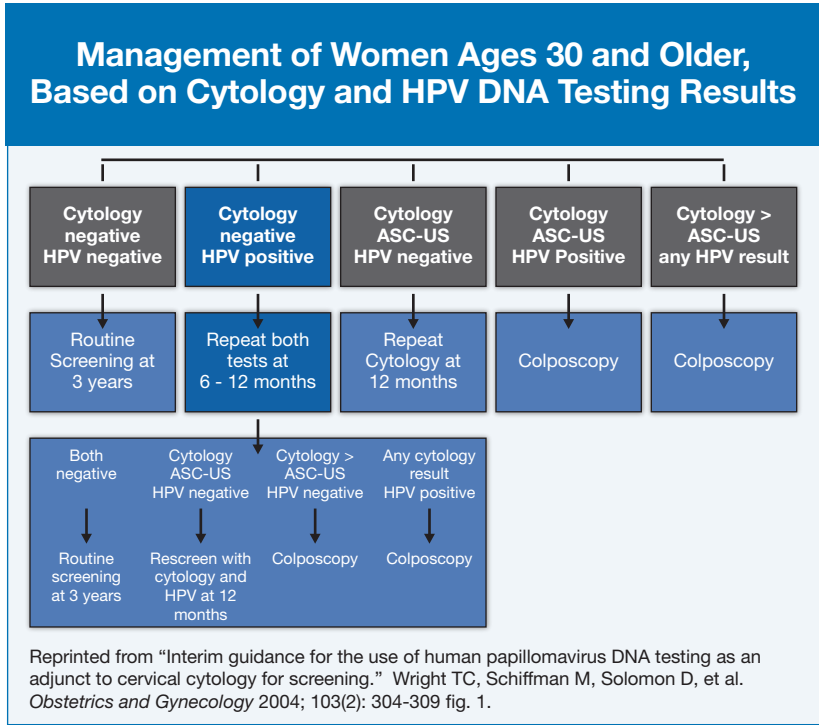 Management of Women Ages 30 and Older,
Based on Cytology and HPV DNA Testing Results
Cytology
negative
HPV negative
Cytology
negative
HPV positive
Cytology
ASC-US
HPV negative
Cytology
ASC-US
HPV Positive
Cytology >
ASC-US
any HPV result
Routine
Screening at
3 years
Repeat both
tests at
6 - 12 months
Repeat
Cytology at
12 months
Colposcopy
Colposcopy
Both
negative
Cytology
ASC-US
HPV negative
Cytology >
ASC-US
HPV negative
Any cytology
result
HPV positive
Routine
screening
at 3 years
Rescreen with
cytology and
HPV at 12
months
Colposcopy
Colposcopy
Reprinted from “Interim guidance for the use of human papillomavirus DNA testing as an
adjunct to cervical cytology for screening.”  Wright TC, Schiffman M, Solomon D, et al.
Obstetrics and Gynecology 2004; 103(2): 304-309 fig. 1.